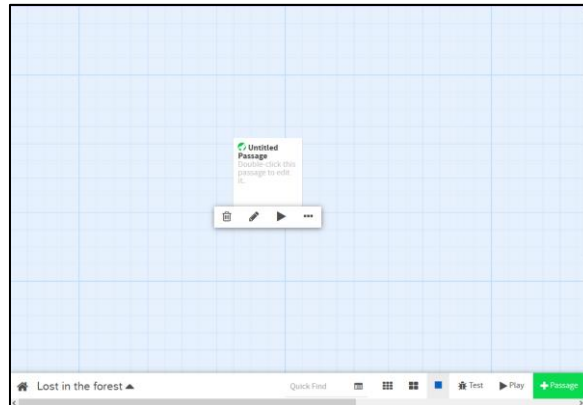 Untitled
Passage
Double-click this
passage to edit
it.
Lost in the forest
Quick Find
Test
Play
+ Passage